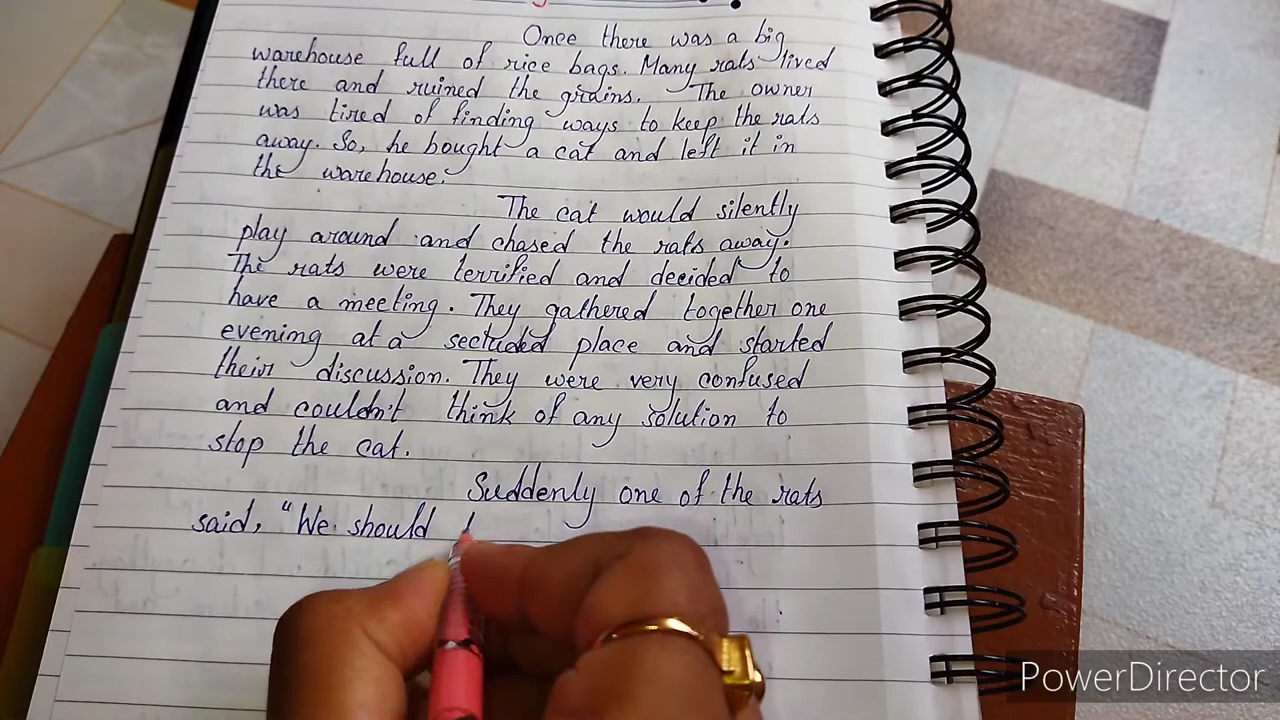 Once there was a big
warehouse full of rice bags. Many rats lived
there and ruined the grains. The owner
was tired of finding ways to keep the rats
away. So, he bought a cat and left it in
the warehouse.
The cat would silently
play around and chased the rats away.
The rats were terrified and decided to
have a meeting. They gathered together one
evening at a secluded place and started
their discussion. They were very confused
and couldn't think of any solution to
stop the cat.
Suddenly one of the rats
said, "We should
PowerDirector